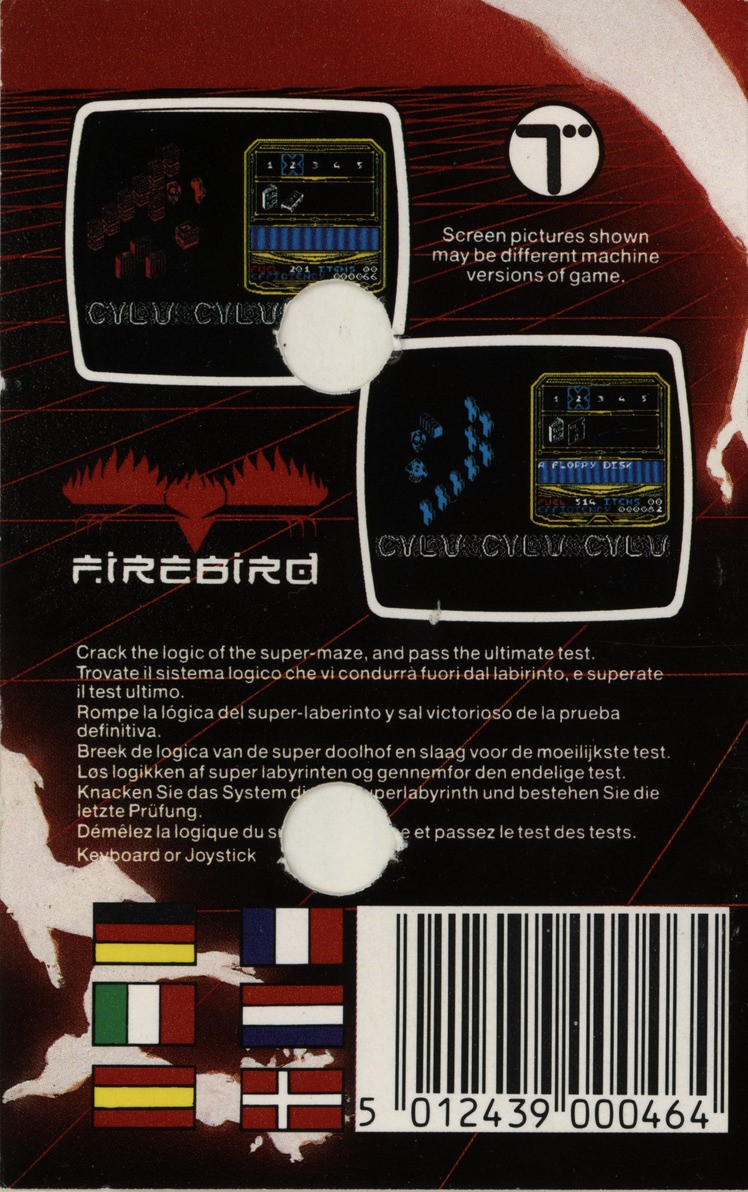 1 2 3 4 5
FUEL 201 ITEMS 00
EFFICIENCY 000066
CYLU CYLU
Screen pictures shown
may be different machine
versions of game.
1 2 3 4 5
A FLOPPY DISK
FUEL 514 ITEMS 00
EFFICIENCY 000082
CYLU CYLU CYLU
FIREBIRD
Crack the logic of the super-maze, and pass the ultimate test.
Trovate il sistema logico che vi condurrà fuori dal labirinto, e superate
il test ultimo.
Rompe la lógica del super-laberinto y sal victorioso de la prueba
definitiva.
Breek de logica van de super doolhof en slaag voor de moeilijkste test.
Løs logikken af super labyrinten og gennemfør den endelige test.
Knacken Sie das System und bestehen Sie die
letzte Prüfung.
Démêlez la logique du et passez le test des tests.
Keyboard or Joystick
5 012439 000464